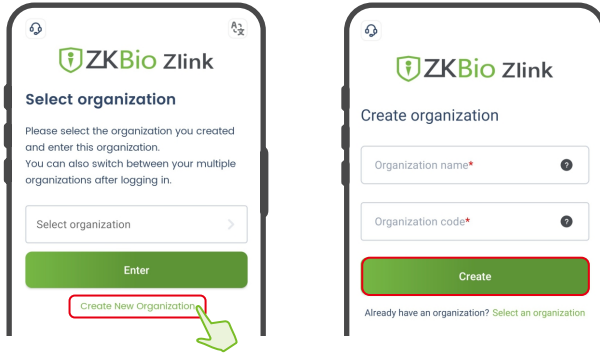 ZKBio Zlink
Select organization
Please select the organization you created
and enter this organization.
You can also switch between your multiple
organizations after logging in.
Select organization
Enter
Create New Organization
ZKBio Zlink
Create organization
Organization name*
?
Organization code*
?
Create
Already have an organization? Select an organization